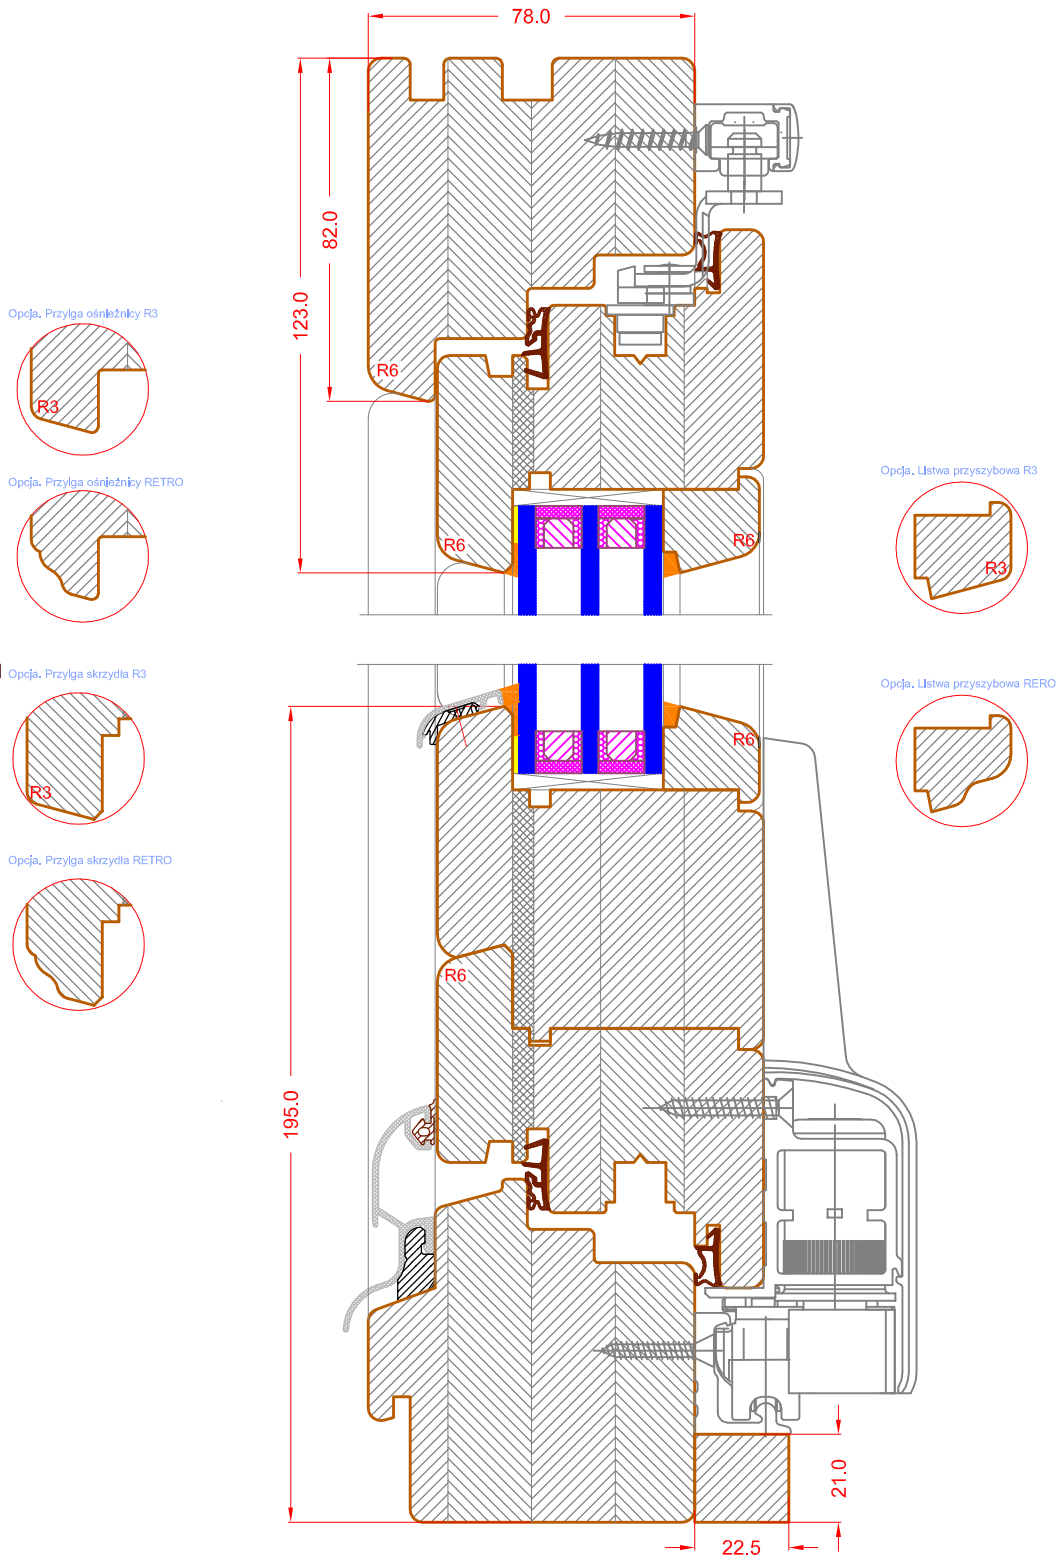 78.0
82.0
123.0
Opcja. Przylga ośnieżnicy R3
R6
R3
Opcja. Przylga ośnieżnicy RETRO
Opcja. Listwa przyszybowa R3
R6
R6
R3
Opcja. Przylga skrzydła R3
Opcja. Listwa przyszybowa RERO
R6
R3
Opcja. Przylga skrzydła RETRO
R6
195.0
21.0
22.5